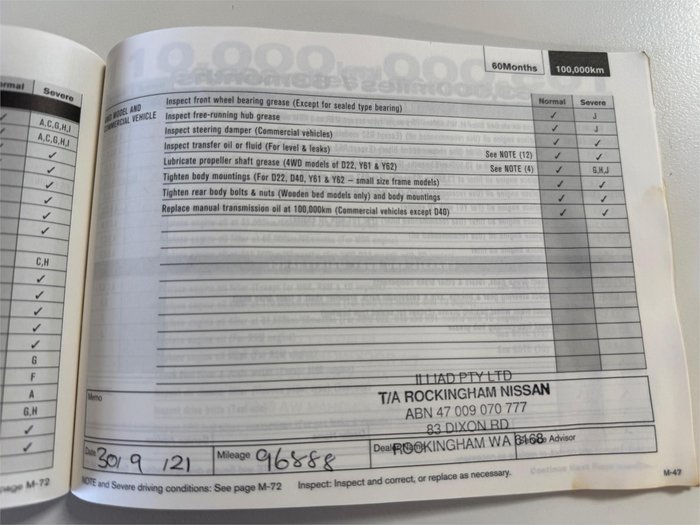 60Months 100,000km
Normal Severe
4WD MODEL AND
COMMERCIAL VEHICLE
Inspect front wheel bearing grease (Except for sealed type bearing) ✓ J
Inspect free-running hub grease ✓ J
Inspect steering damper (Commercial vehicles) ✓ ✓
Inspect transfer oil or fluid (For level & leaks) See NOTE (12) ✓ ✓
Lubricate propeller shaft grease (4WD models of D22, Y61 & Y62) See NOTE (4) ✓ G,H,J
Tighten body mountings (For D22, D40, Y61 & Y62 – small size frame models) ✓ ✓
Tighten rear body bolts & nuts (Wooden bed models only) and body mountings ✓ ✓
Replace manual transmission oil at 100,000km (Commercial vehicles except D40) ✓ ✓
Memo
ILLIAD PTY LTD
T/A ROCKINGHAM NISSAN
ABN 47 009 070 777
83 DIXON RD
ROCKINGHAM WA 6168
Date 30/ 9 /21 Mileage 96888 Advisor
NOTE and Severe driving conditions: See page M-72 Inspect: Inspect and correct, or replace as necessary.
M-47
Severe
A,C,G,H,I
A,C,G,H,I
✓
✓
✓
✓
✓
✓
C,H
✓
✓
✓
✓
G
F
A
G,H
✓
✓
page M-72